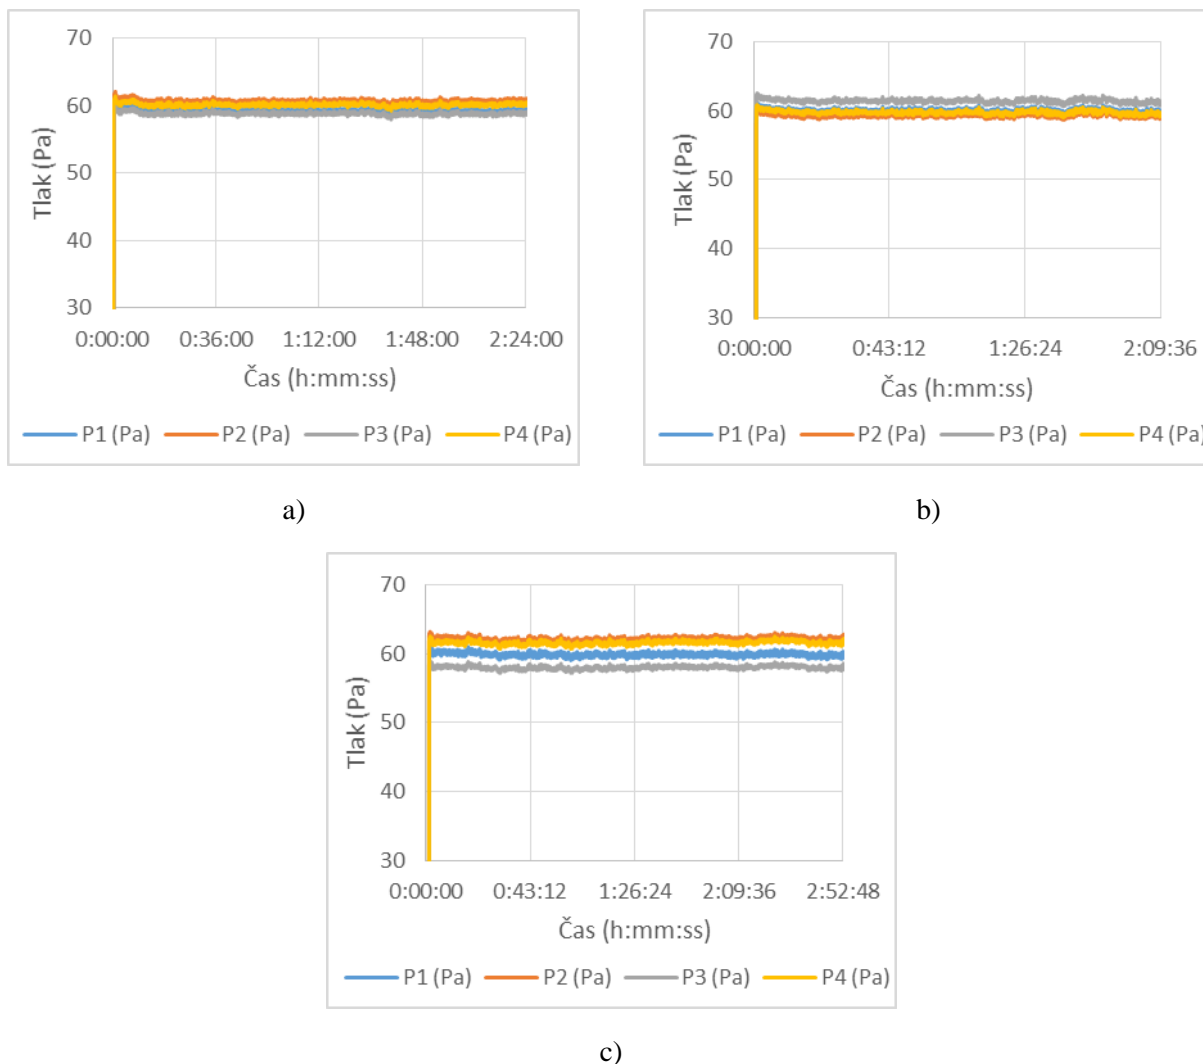 70
60
50
40
30
Tlak (Pa)
0:00:00 0:36:00 1:12:00 1:48:00 2:24:00
Čas (h:mm:ss)
P1 (Pa) P2 (Pa) P3 (Pa) P4 (Pa)
a)
70
60
50
40
30
Tlak (Pa)
0:00:00 0:43:12 1:26:24 2:09:36
Čas (h:mm:ss)
P1 (Pa) P2 (Pa) P3 (Pa) P4 (Pa)
b)
70
60
50
40
30
Tlak (Pa)
0:00:00 0:43:12 1:26:24 2:09:36 2:52:48
Čas (h:mm:ss)
P1 (Pa) P2 (Pa) P3 (Pa) P4 (Pa)
c)